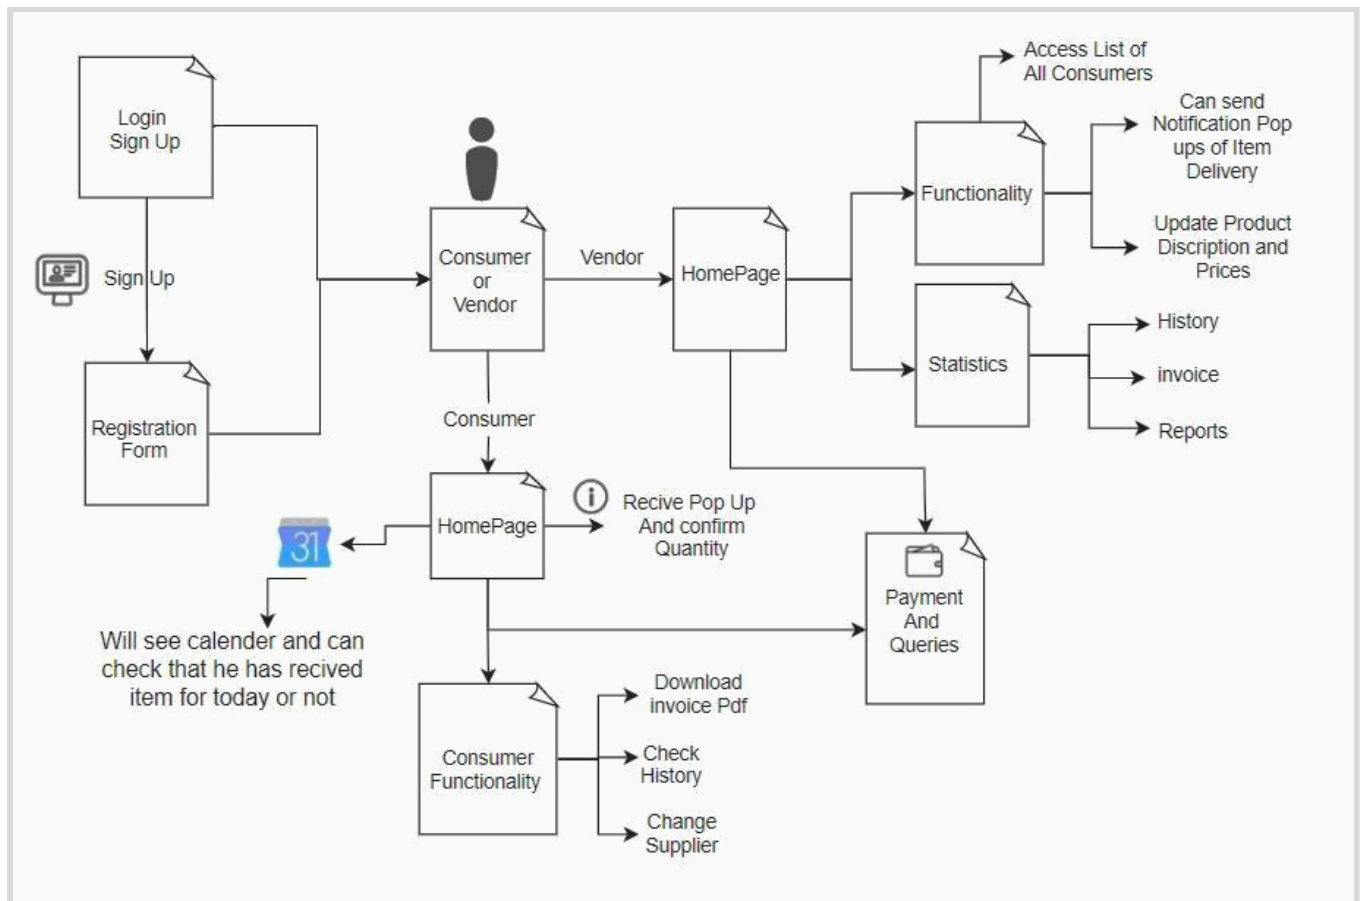 Login
Sign Up
Sign Up
Registration
Form
Consumer
or
Vendor
Vendor
HomePage
Functionality
Access List of
All Consumers
Can send
Notification Pop
ups of Item
Delivery
Update Product
Discription and
Prices
Statistics
History
invoice
Reports
Consumer
HomePage
Recive Pop Up
And confirm
Quantity
31
Will see calender and can
check that he has recived
item for today or not
Payment
And
Queries
Consumer
Functionality
Download
invoice Pdf
Check
History
Change
Supplier